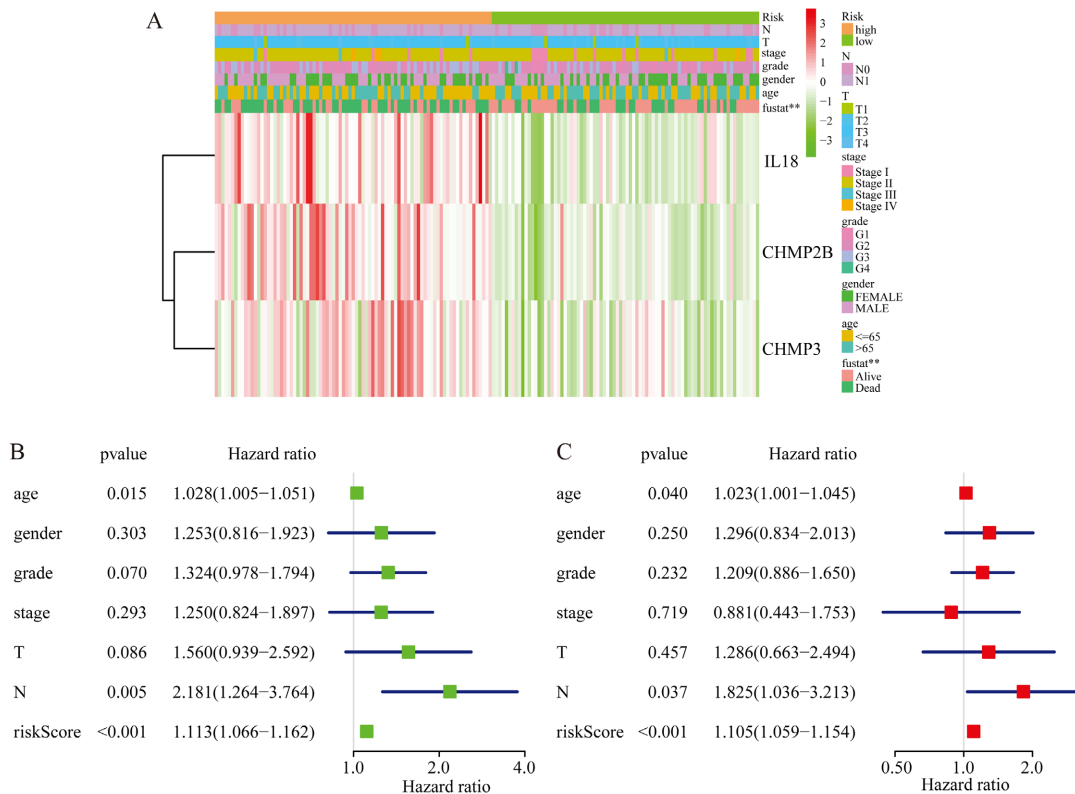 A
Risk
N
T
stage
grade
gender
age
fustat**
IL18
CHMP2B
CHMP3
3
2
1
0
−1
−2
−3
Risk
high
low
N
N0
N1
T
T1
T2
T3
T4
stage
Stage I
Stage II
Stage III
Stage IV
grade
G1
G2
G3
G4
gender
FEMALE
MALE
age
<=65
>65
fustat**
Alive
Dead
B
pvalue Hazard ratio
age 0.015 1.028(1.005−1.051)
gender 0.303 1.253(0.816−1.923)
grade 0.070 1.324(0.978−1.794)
stage 0.293 1.250(0.824−1.897)
T 0.086 1.560(0.939−2.592)
N 0.005 2.181(1.264−3.764)
riskScore <0.001 1.113(1.066−1.162)
1.0 2.0 4.0
Hazard ratio
C
pvalue Hazard ratio
age 0.040 1.023(1.001−1.045)
gender 0.250 1.296(0.834−2.013)
grade 0.232 1.209(0.886−1.650)
stage 0.719 0.881(0.443−1.753)
T 0.457 1.286(0.663−2.494)
N 0.037 1.825(1.036−3.213)
riskScore <0.001 1.105(1.059−1.154)
0.50 1.0 2.0
Hazard ratio